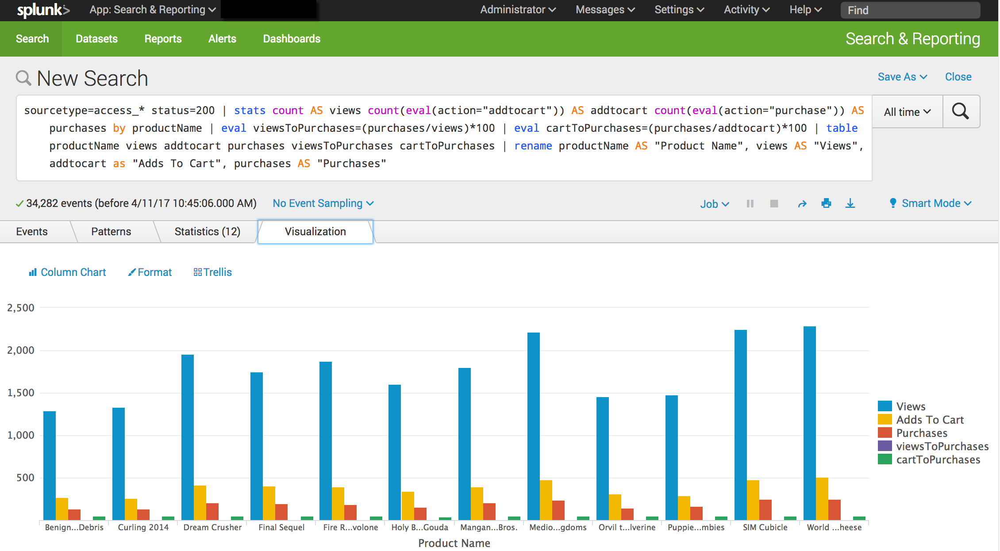 splunk> App: Search & Reporting Administrator Messages Settings Activity Help Find
Search Datasets Reports Alerts Dashboards Search & Reporting
New Search Save As Close
sourcetype=access_* status=200 | stats count AS views count(eval(action="addtocart")) AS addtocart count(eval(action="purchase")) AS
purchases by productName | eval viewsToPurchases=(purchases/views)*100 | eval cartToPurchases=(purchases/addtocart)*100 | table
productName views addtocart purchases viewsToPurchases cartToPurchases | rename productName AS "Product Name", views AS "Views",
addtocart as "Adds To Cart", purchases AS "Purchases"
All time
34,282 events (before 4/11/17 10:45:06.000 AM) No Event Sampling Job Smart Mode
Events Patterns Statistics (12) Visualization
Column Chart Format Trellis
2,500
2,000
1,500
1,000
500
Views
Adds To Cart
Purchases
viewsToPurchases
cartToPurchases
Benign...Debris Curling 2014 Dream Crusher Final Sequel Fire R...volone Holy B...Gouda Mangan...Bros. Medio...gdoms Orvil t...lverine Puppie...mbies SIM Cubicle World ...heese
Product Name